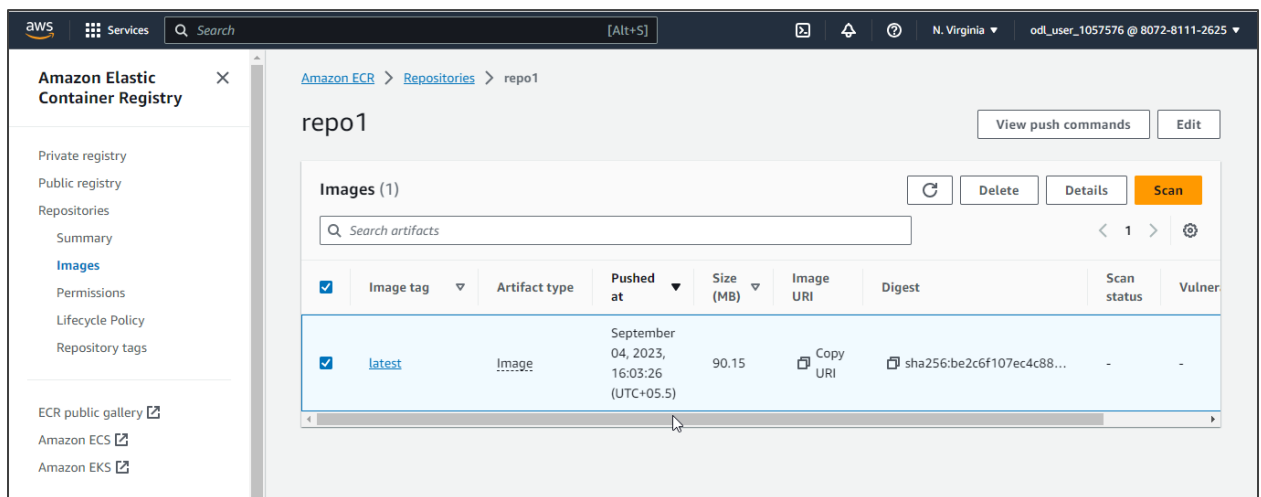 aws
Services
Search
[Alt+S]
N. Virginia
odl_user_1057576 @ 8072-8111-2625
Amazon Elastic
Container Registry
Private registry
Public registry
Repositories
Summary
Images
Permissions
Lifecycle Policy
Repository tags
ECR public gallery
Amazon ECS
Amazon EKS
Amazon ECR
Repositories
repo1
repo1
View push commands
Edit
Images (1)
Delete
Details
Scan
Search artifacts
1
Image tag
Artifact type
Pushed
at
Size
(MB)
Image
URI
Digest
Scan
status
Vulner
latest
Image
September
04, 2023,
16:03:26
(UTC+05.5)
90.15
Copy
URI
sha256:be2c6f107ec4c88...
-
-